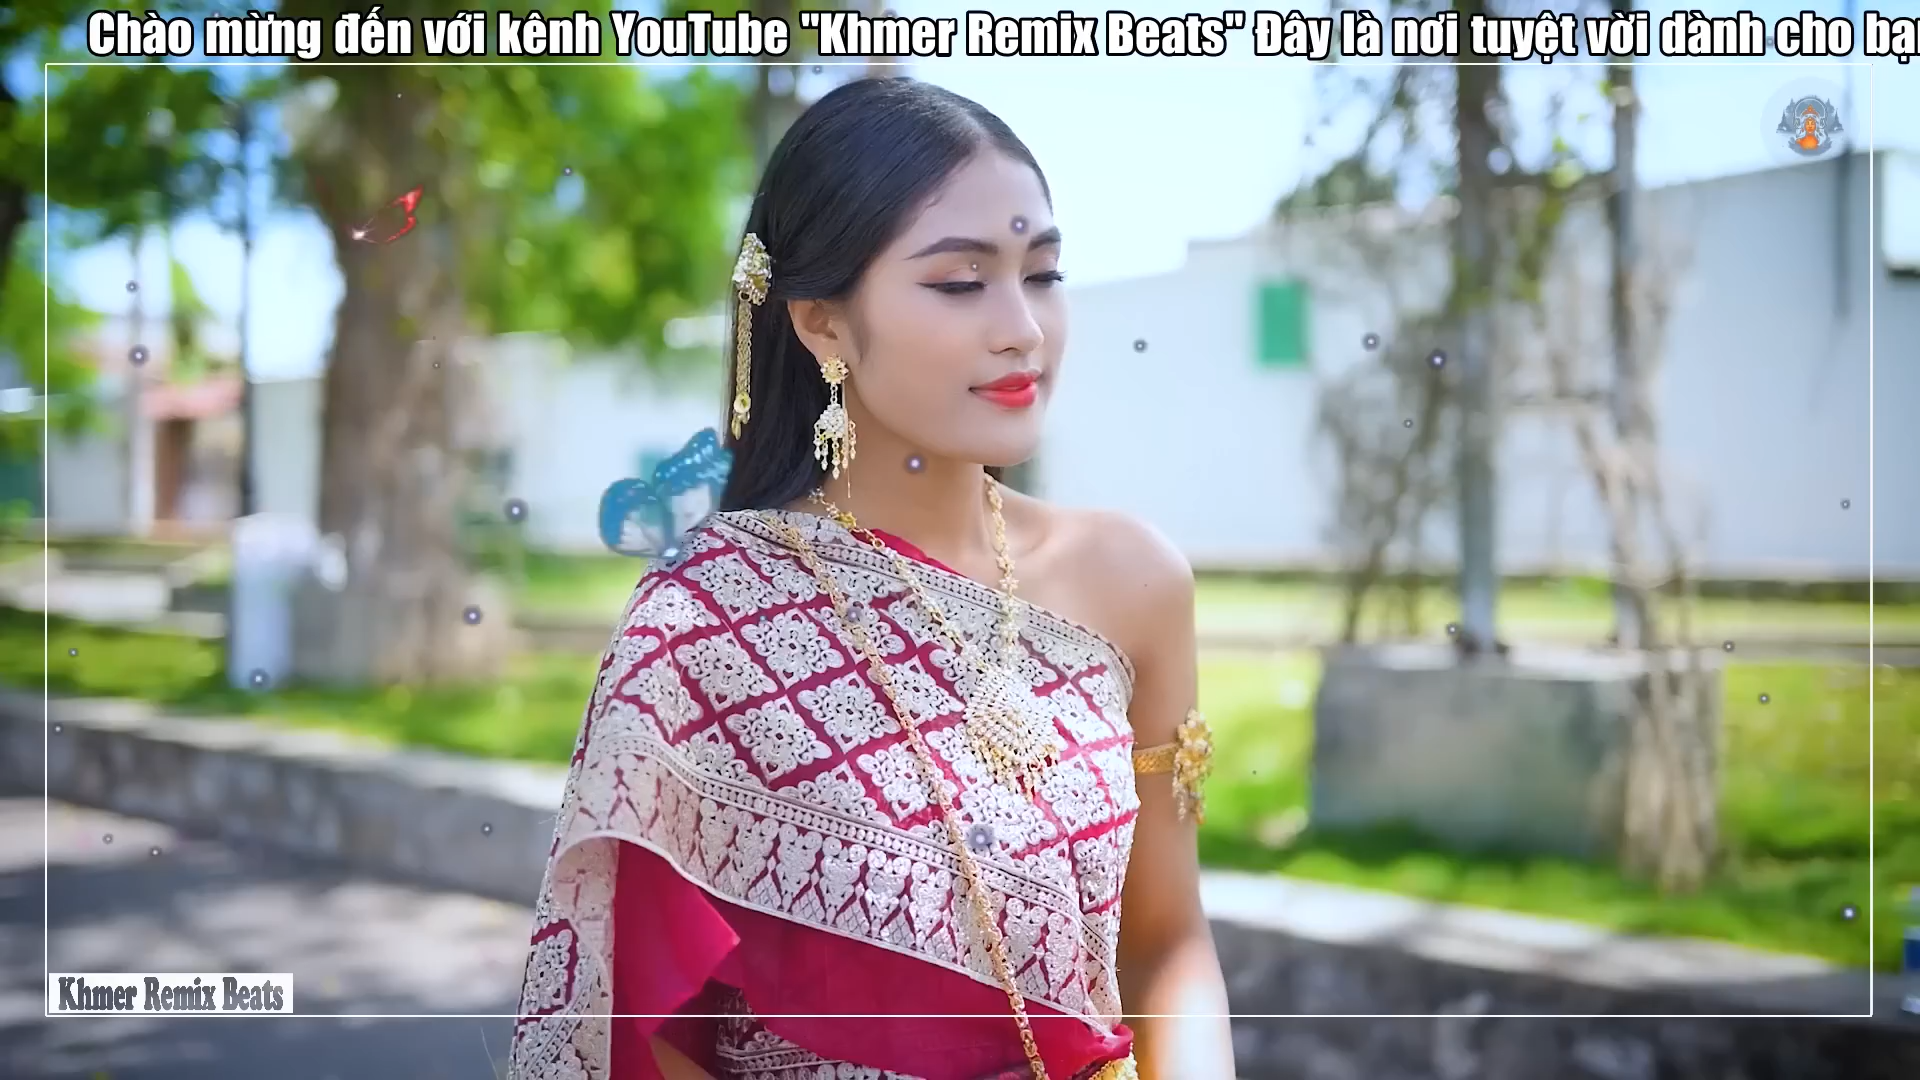 Chào mừng đến với kênh YouTube "Khmer Remix Beats" Đây là nơi tuyệt vời dành cho bạn
Khmer Remix Beats